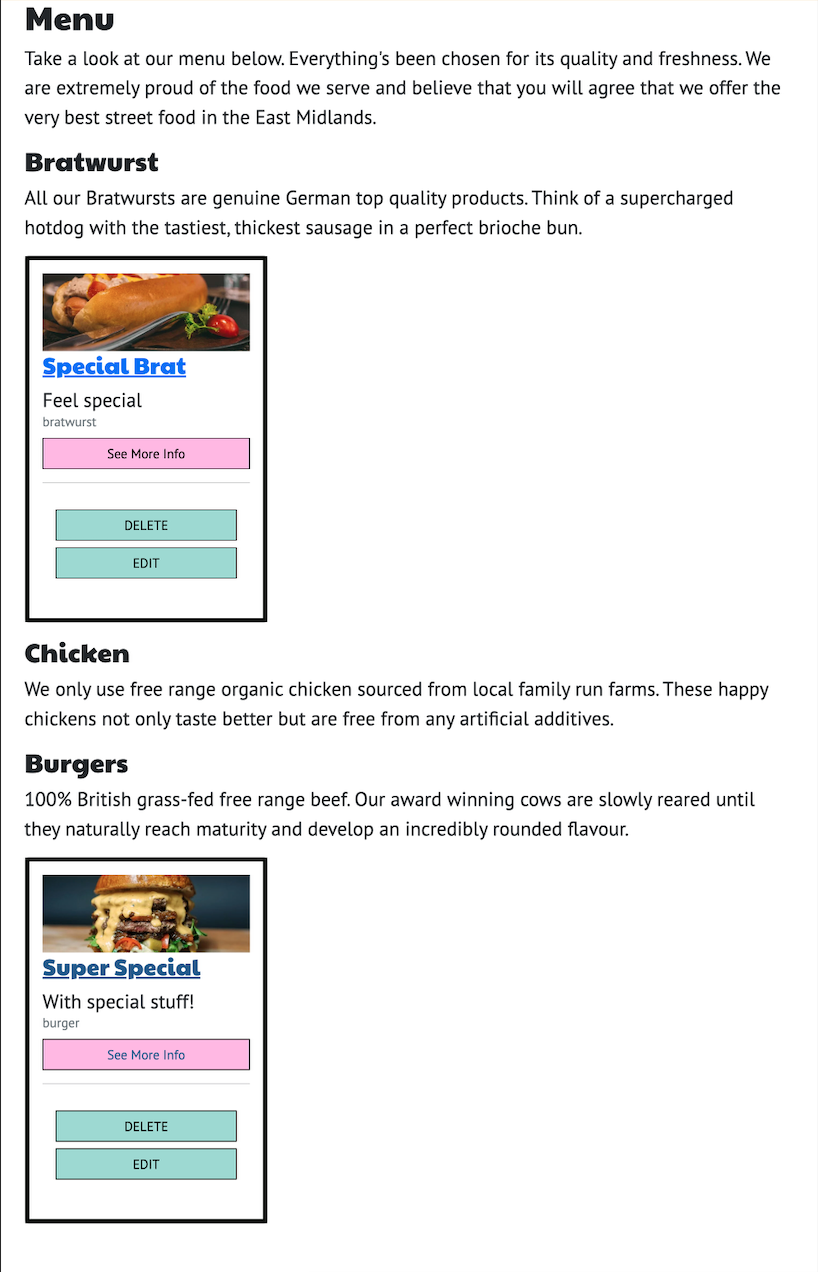 Menu
Take a look at our menu below. Everything's been chosen for its quality and freshness. We
are extremely proud of the food we serve and believe that you will agree that we offer the
very best street food in the East Midlands.
Bratwurst
All our Bratwursts are genuine German top quality products. Think of a supercharged
hotdog with the tastiest, thickest sausage in a perfect brioche bun.
Special Brat
Feel special
bratwurst
See More Info
DELETE
EDIT
Chicken
We only use free range organic chicken sourced from local family run farms. These happy
chickens not only taste better but are free from any artificial additives.
Burgers
100% British grass-fed free range beef. Our award winning cows are slowly reared until
they naturally reach maturity and develop an incredibly rounded flavour.
Super Special
With special stuff!
burger
See More Info
DELETE
EDIT